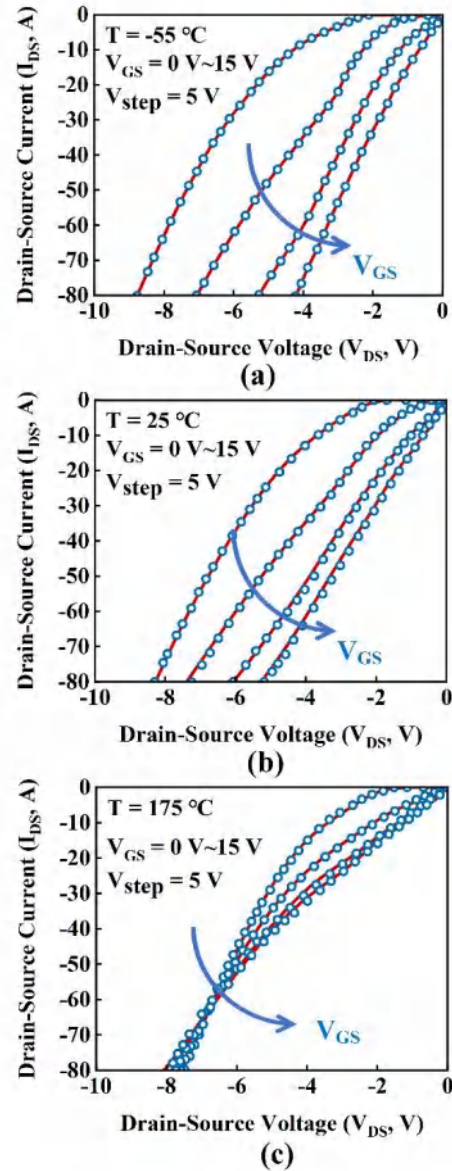 T = -55 °C
V_GS = 0 V~15 V
V_step = 5 V
V_GS
0
-10
-20
-30
-40
-50
-60
-70
-80
-10 -8 -6 -4 -2 0
Drain-Source Current (I_DS, A)
Drain-Source Voltage (V_DS, V)
(a)
T = 25 °C
V_GS = 0 V~15 V
V_step = 5 V
V_GS
0
-10
-20
-30
-40
-50
-60
-70
-80
-10 -8 -6 -4 -2 0
Drain-Source Current (I_DS, A)
Drain-Source Voltage (V_DS, V)
(b)
T = 175 °C
V_GS = 0 V~15 V
V_step = 5 V
V_GS
0
-10
-20
-30
-40
-50
-60
-70
-80
-10 -8 -6 -4 -2 0
Drain-Source Current (I_DS, A)
Drain-Source Voltage (V_DS, V)
(c)